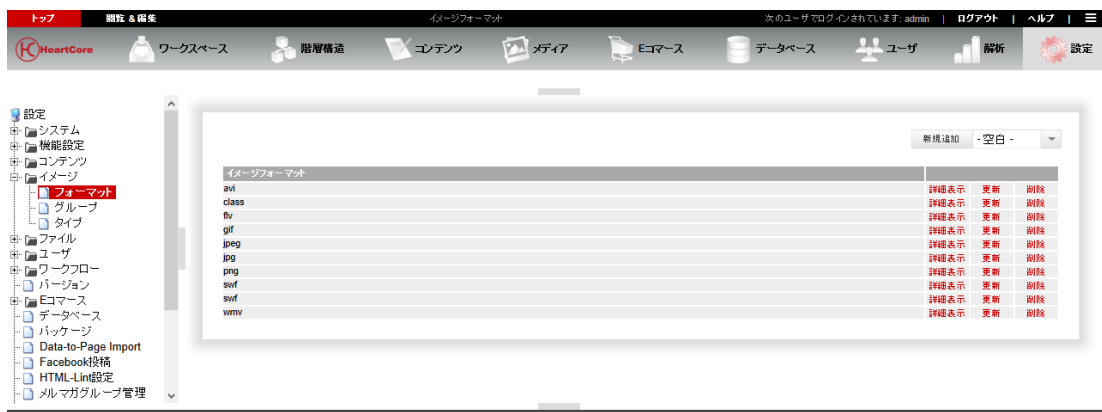 トップ 閲覧 & 編集 イメージフォーマット 次のユーザでログインされています: admin | ログアウト | ヘルプ | ☰
HeartCore ワークスペース 階層構造 コンテンツ メディア Eコマース データベース ユーザ 解析 設定
設定
システム
機能設定
コンテンツ
イメージ
フォーマット
グループ
タイプ
ファイル
ユーザ
ワークフロー
バージョン
Eコマース
データベース
パッケージ
Data-to-Page Import
Facebook投稿
HTML-Lint設定
メルマガグループ管理
新規追加 - 空白 -
イメージフォーマット
avi 詳細表示 更新 削除
class 詳細表示 更新 削除
flv 詳細表示 更新 削除
gif 詳細表示 更新 削除
jpeg 詳細表示 更新 削除
jpg 詳細表示 更新 削除
png 詳細表示 更新 削除
swf 詳細表示 更新 削除
swf 詳細表示 更新 削除
wmv 詳細表示 更新 削除